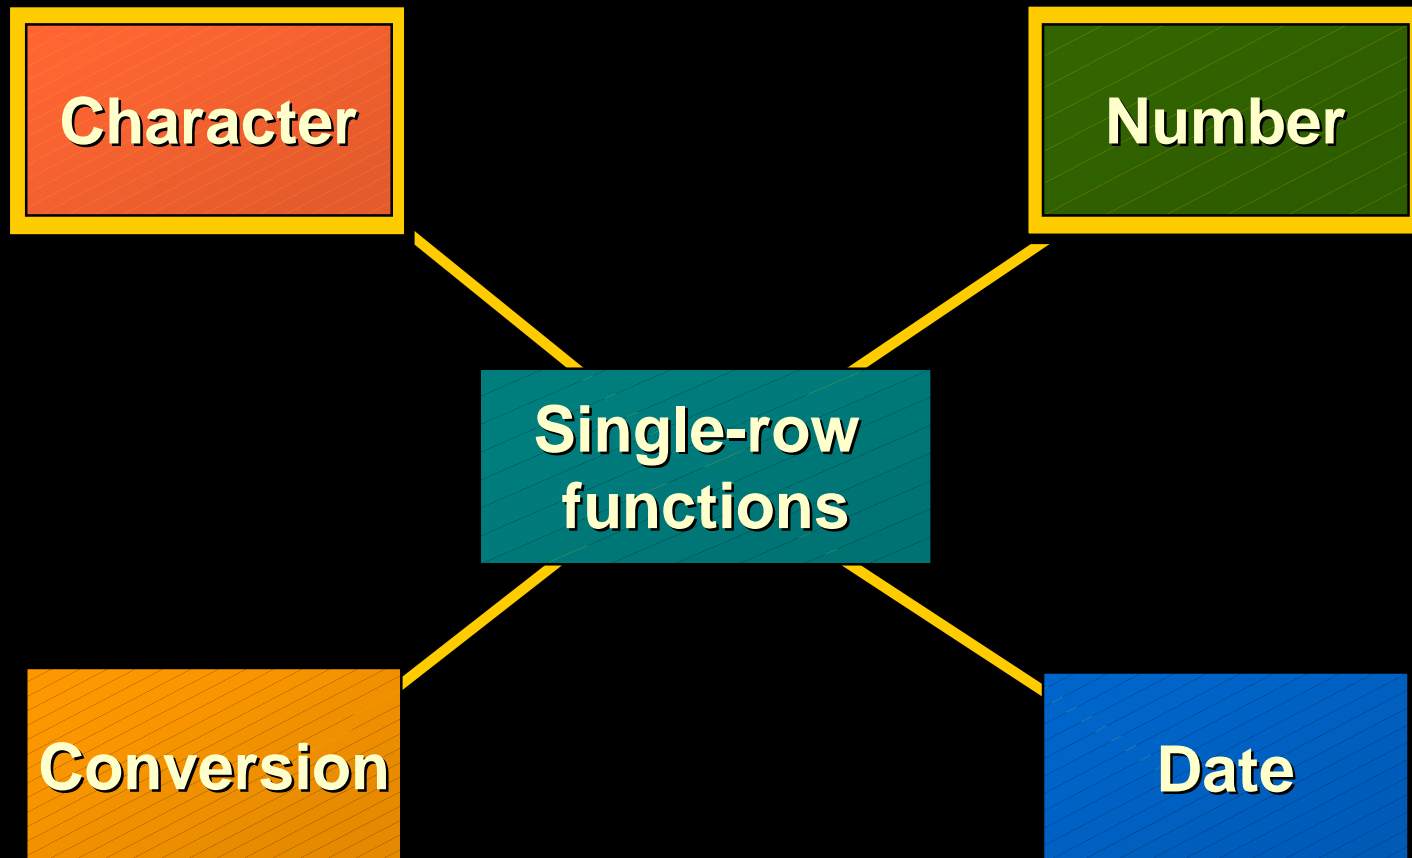 Character
Number
Single-row
functions
Conversion
Date